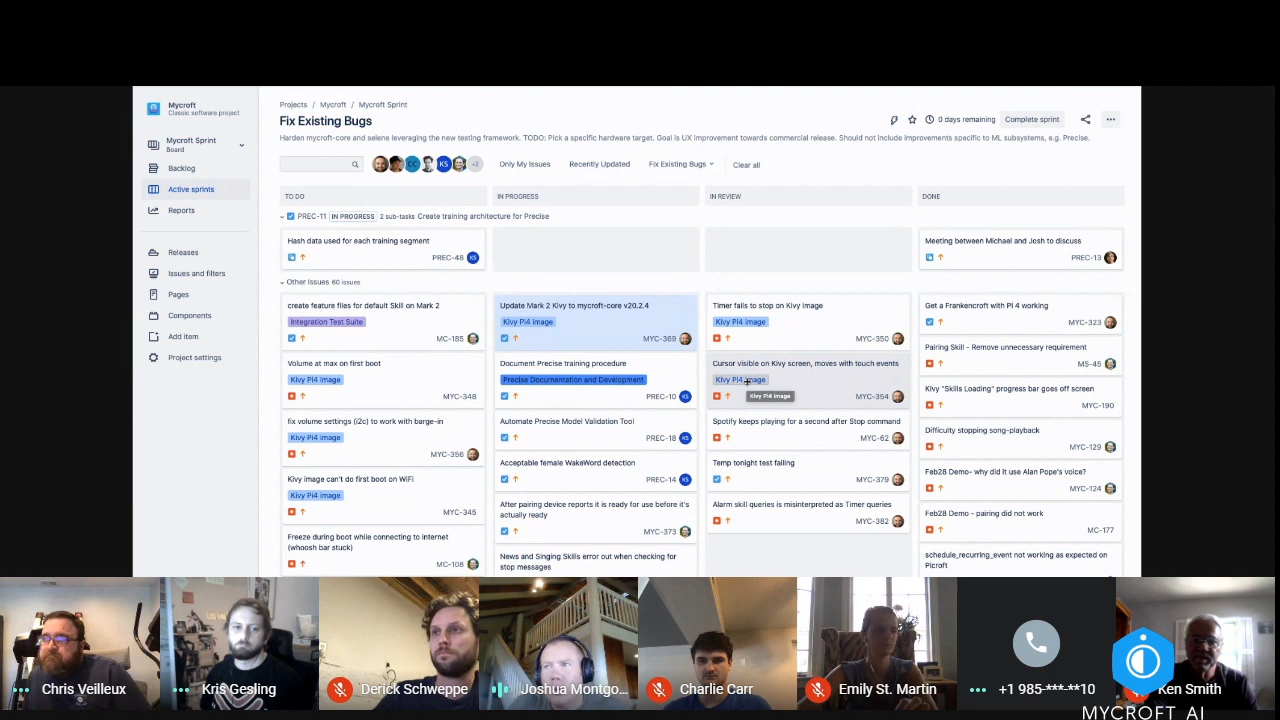 Mycroft
Classic software project
Mycroft Sprint
Board
Backlog
Active sprints
Reports
Releases
Issues and filters
Pages
Components
Add item
Project settings
Projects / Mycroft / Mycroft Sprint
Fix Existing Bugs
0 days remaining
Complete sprint
Harden mycroft-core and selene leveraging the new testing framework. TODO: Pick a specific hardware target. Goal is UX improvement towards commercial release. Should not include improvements specific to ML subsystems, e.g. Precise.
CC
KS
+2
Only My Issues
Recently Updated
Fix Existing Bugs
Clear all
TO DO
IN PROGRESS
IN REVIEW
DONE
PREC-11 IN PROGRESS 2 sub-tasks Create training architecture for Precise
Hash data used for each training segment
PREC-48 KS
Meeting between Michael and Josh to discuss
PREC-13
Other Issues 60 issues
create feature files for default Skill on Mark 2
Integration Test Suite
MC-185
Volume at max on first boot
Kivy Pi4 image
MYC-348
fix volume settings (i2c) to work with barge-in
Kivy Pi4 image
MYC-356
Kivy image can't do first boot on WiFi
Kivy Pi4 image
MYC-345
Freeze during boot while connecting to internet
(whoosh bar stuck)
MC-108
Update Mark 2 Kivy to mycroft-core v20.2.4
Kivy Pi4 image
MYC-369
Document Precise training procedure
Precise Documentation and Development
PREC-10 KS
Automate Precise Model Validation Tool
PREC-18 KS
Acceptable female WakeWord detection
PREC-14 KS
After pairing device reports it is ready for use before it's
actually ready
MYC-373
News and Singing Skills error out when checking for
stop messages
Timer fails to stop on Kivy image
Kivy Pi4 image
MYC-350
Cursor visible on Kivy screen, moves with touch events
Kivy Pi4 image
Kivy Pi4 image
MYC-354
Spotify keeps playing for a second after Stop command
MYC-62
Temp tonight test failing
MYC-379
Alarm skill queries is misinterpreted as Timer queries
MYC-382
Get a Frankencroft with Pi 4 working
MYC-323
Pairing Skill - Remove unnecessary requirement
MS-45
Kivy "Skills Loading" progress bar goes off screen
MYC-190
Difficulty stopping song-playback
MYC-129
Feb28 Demo- why did it use Alan Pope's voice?
MYC-124
Feb28 Demo - pairing did not work
MC-177
schedule_recurring_event not working as expected on
Picroft
Chris Veilleux
Kris Gesling
Derick Schweppe
Joshua Montgo...
Charlie Carr
Emily St. Martin
+1 985-***-**10
Ken Smith
MYCROFT AI